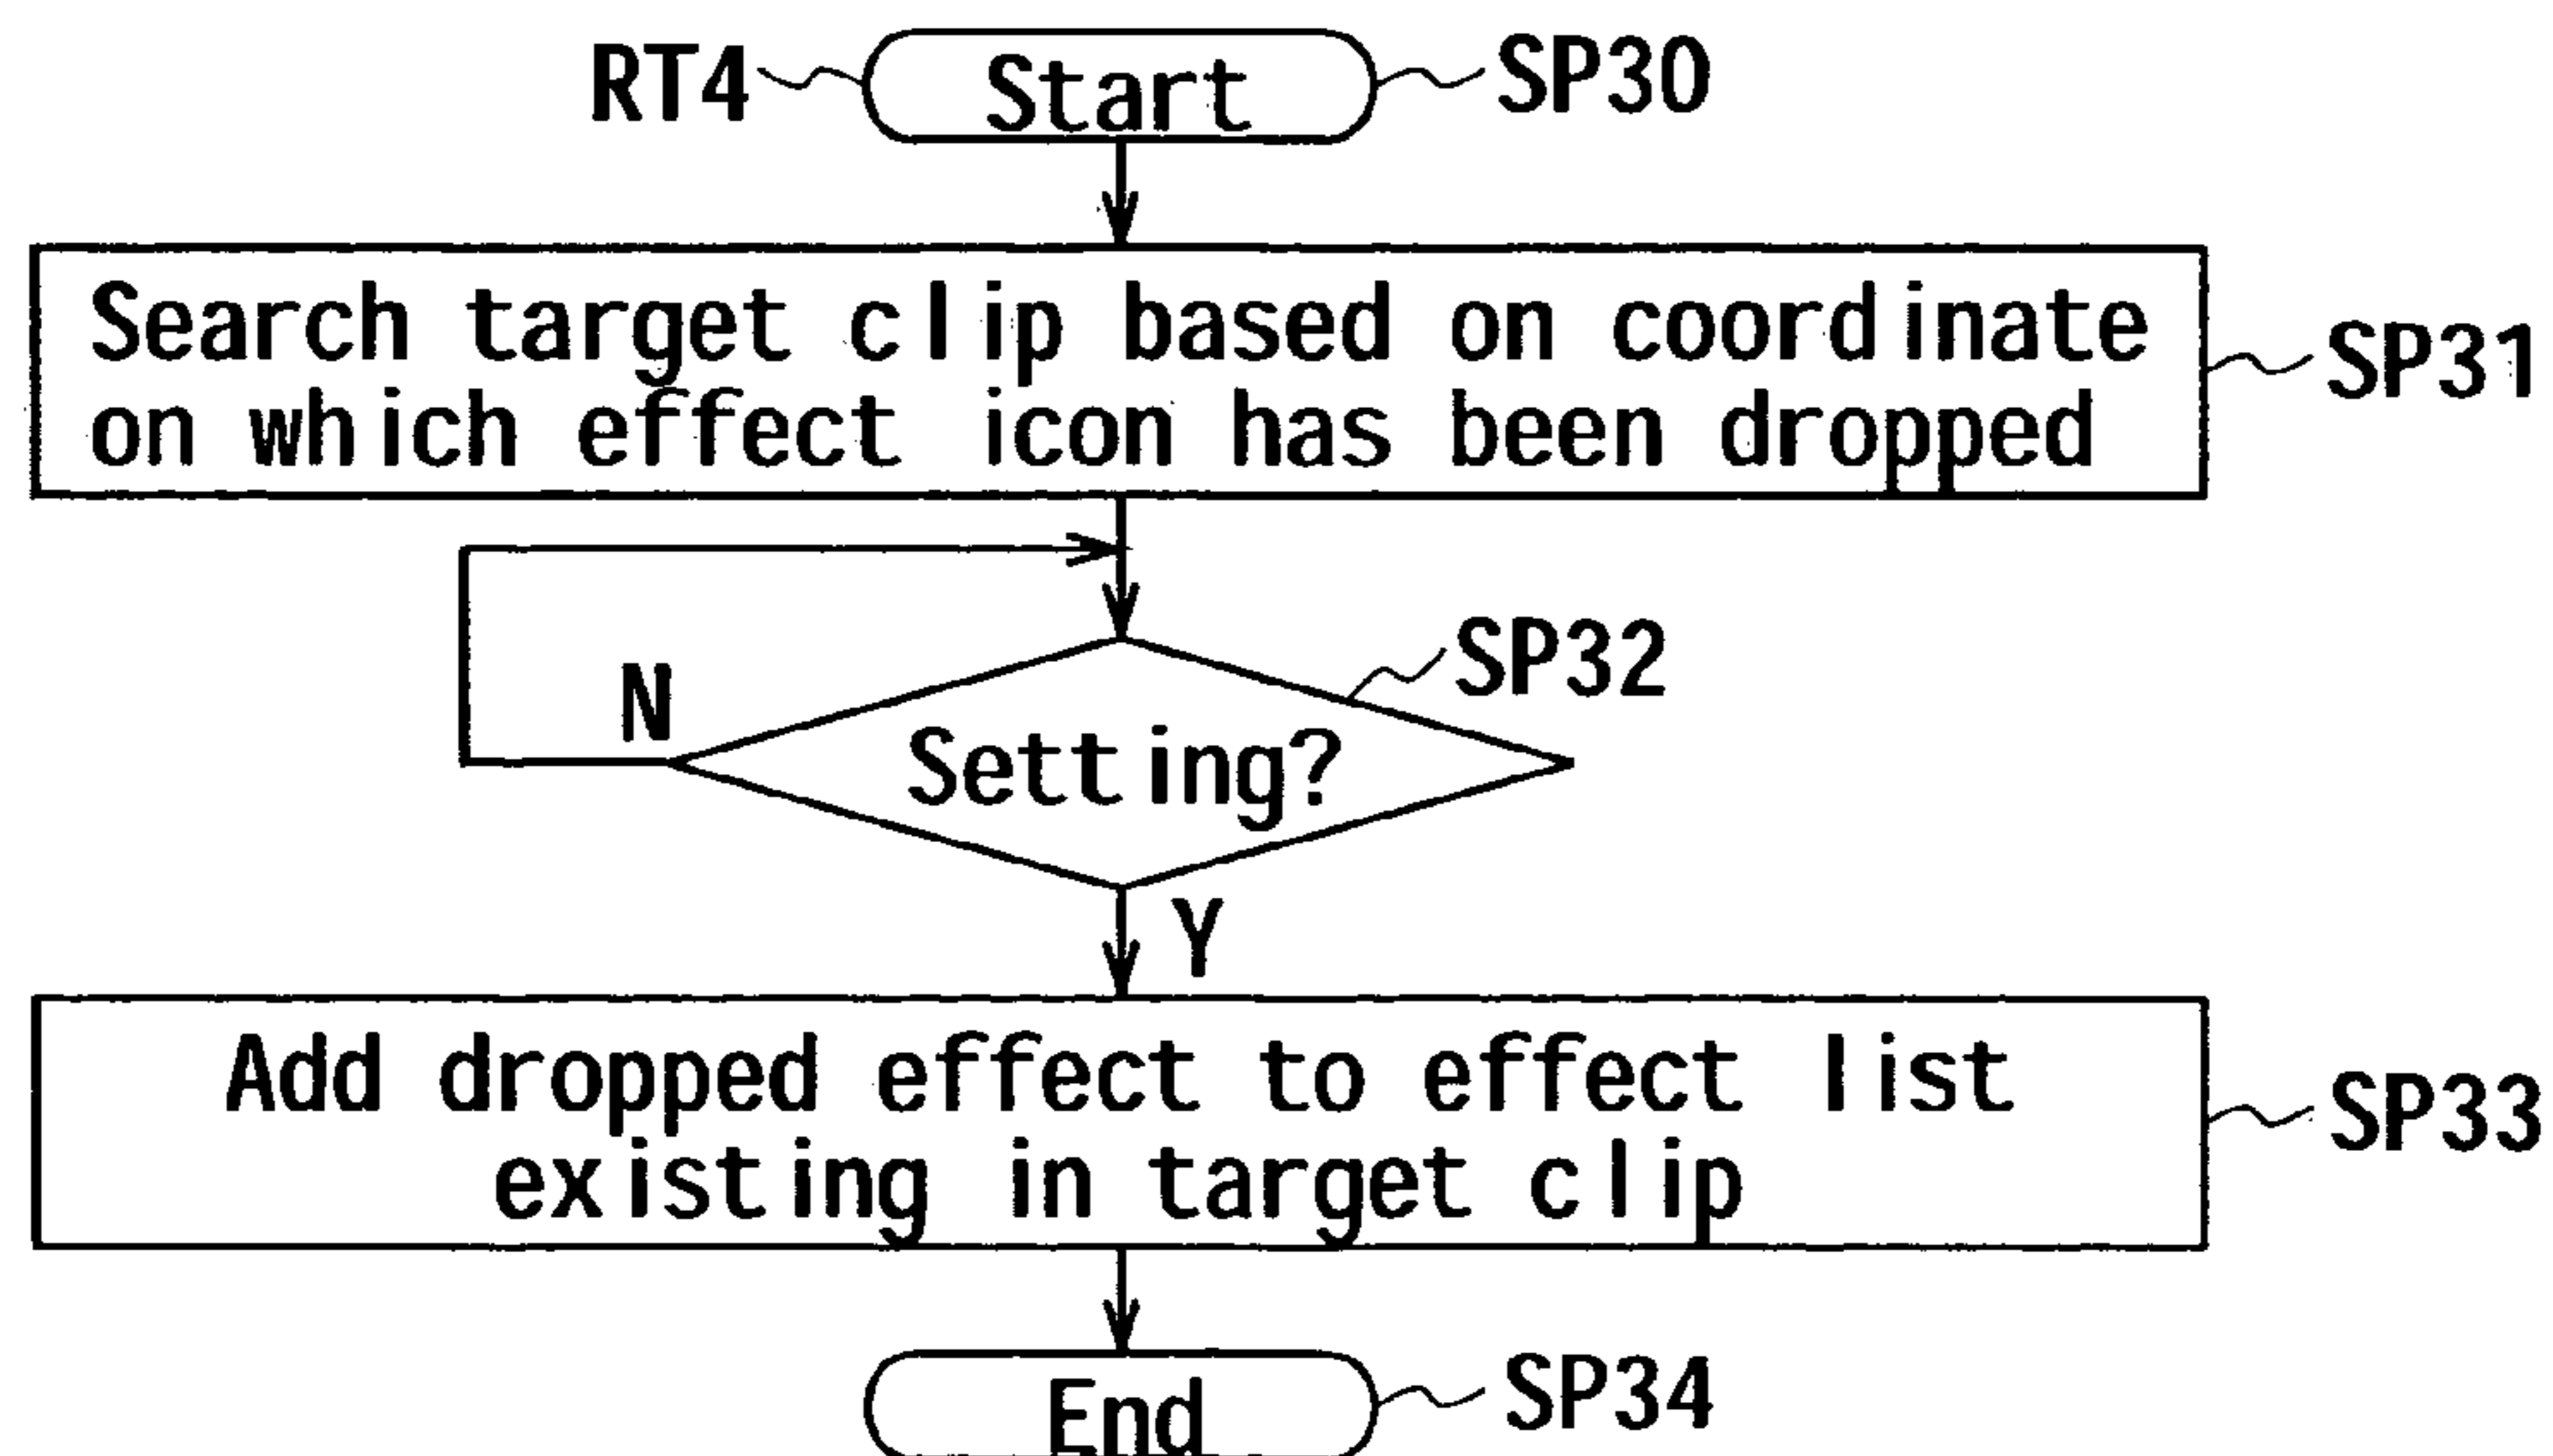 RT4 Start SP30
Search target clip based on coordinate
on which effect icon has been dropped
SP31
SP32
N
Setting?
Y
Add dropped effect to effect list
existing in target clip
SP33
End SP34